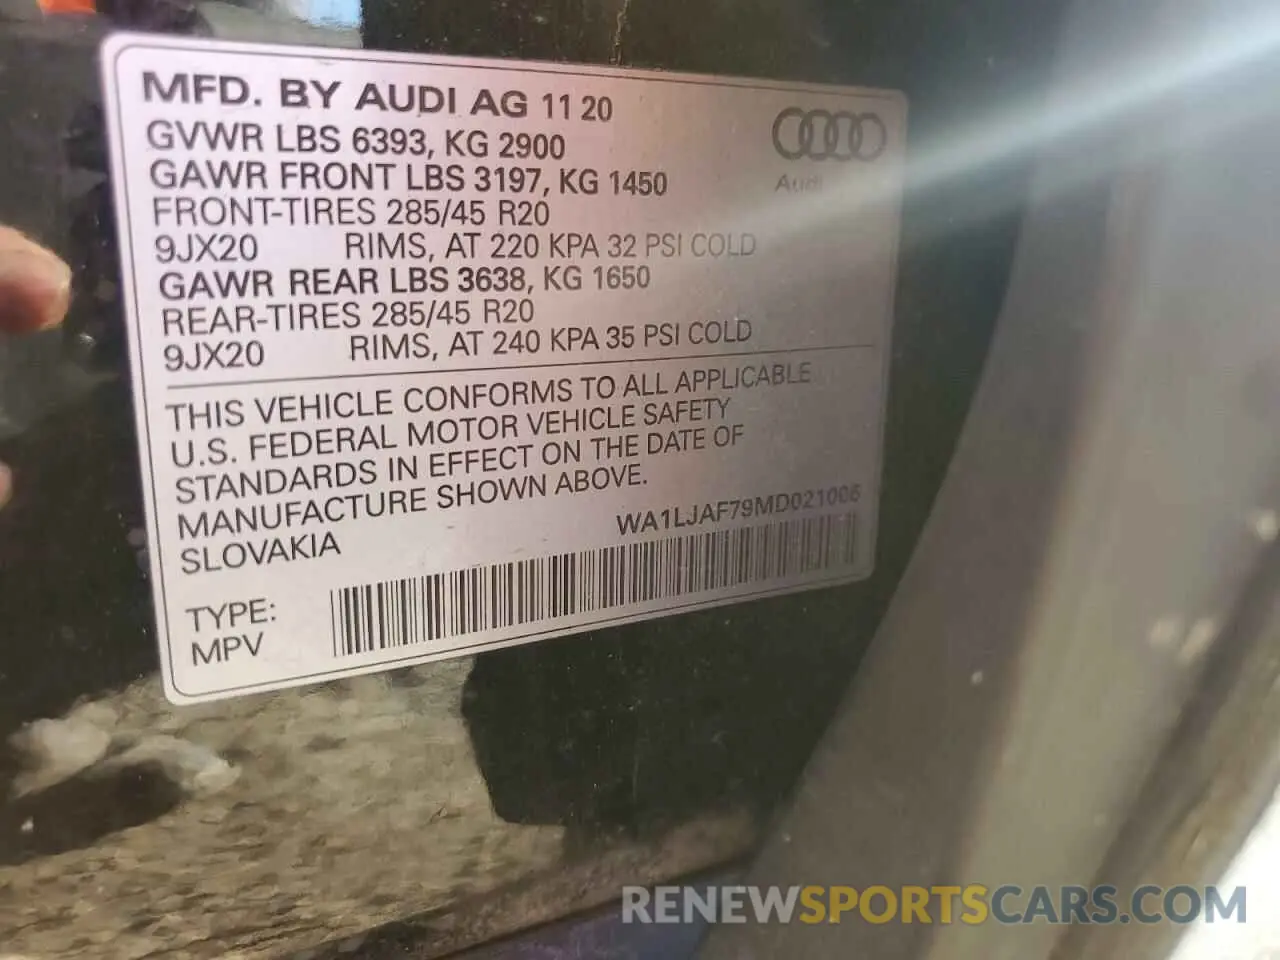 MFD. BY AUDI AG 11 20
GVWR LBS 6393, KG 2900
GAWR FRONT LBS 3197, KG 1450
FRONT-TIRES 285/45 R20
9JX20 RIMS, AT 220 KPA 32 PSI COLD
GAWR REAR LBS 3638, KG 1650
REAR-TIRES 285/45 R20
9JX20 RIMS, AT 240 KPA 35 PSI COLD
Audi
THIS VEHICLE CONFORMS TO ALL APPLICABLE
U.S. FEDERAL MOTOR VEHICLE SAFETY
STANDARDS IN EFFECT ON THE DATE OF
MANUFACTURE SHOWN ABOVE.
SLOVAKIA
WA1LJAF79MD021006
TYPE:
MPV
RENEWSPORTSCARS.COM